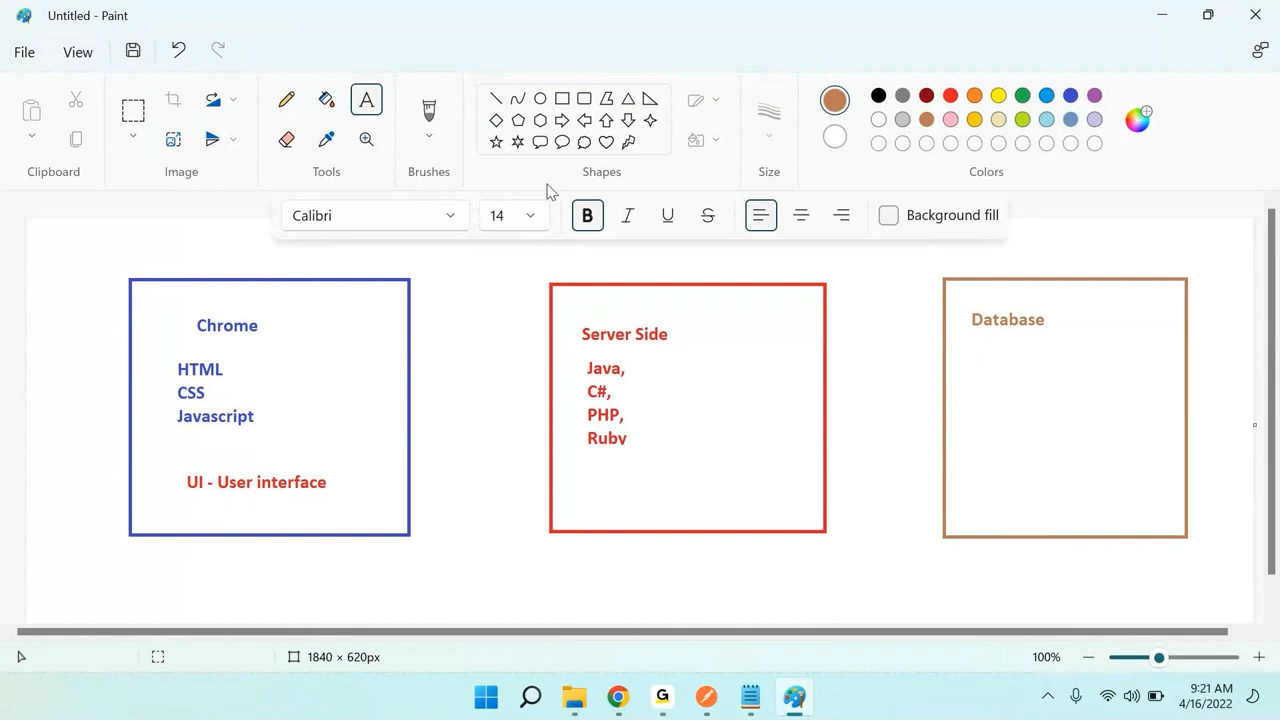 Untitled - Paint
File
View
Clipboard
Image
Tools
Brushes
Shapes
Size
Colors
Calibri
14
B
I
U
S
Background fill
Chrome
HTML
CSS
Javascript
UI - User interface
Server Side
Java,
C#,
PHP,
Ruby
Database
1840 × 620px
100%
9:21 AM
4/16/2022